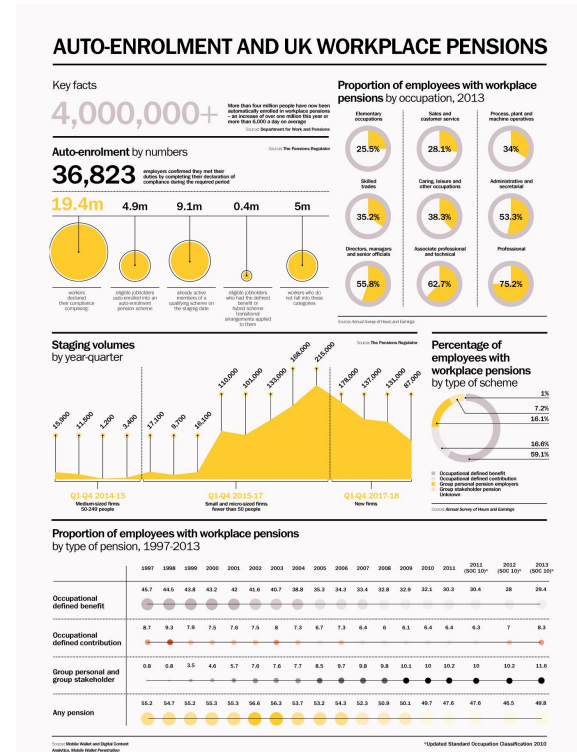 AUTO-ENROLMENT AND UK WORKPLACE PENSIONS
Key facts
4,000,000+
More than four million people have now been
automatically enrolled in workplace pensions
– an increase of over one million this year or
more than 6,000 a day on average
Source: Department for Work and Pensions
Auto-enrolment by numbers
Source: The Pensions Regulator
36,823
employers confirmed they met their
duties by completing their declaration of
compliance during the required period
19.4m
4.9m
9.1m
0.4m
5m
workers
declared
their compliance
comprising:
eligible jobholders
auto-enrolled into an
auto-enrolment
pension scheme
already active
members of a
qualifying scheme on
the staging date
eligible jobholders
who had the defined
benefit or
hybrid scheme
transitional
arrangements applied
to them
workers who do
not fall into these
categories
Proportion of employees with workplace
pensions by occupation, 2013
Elementary
occupations
25.5%
Sales and
customer service
28.1%
Process, plant and
machine operatives
34%
Skilled
trades
35.2%
Caring, leisure and
other occupations
38.3%
Administrative and
secretarial
53.3%
Directors, managers
and senior officials
55.8%
Associate professional
and technical
62.7%
Professional
75.2%
Source: Annual Survey of Hours and Earnings
Staging volumes
by year-quarter
Source: The Pensions Regulator
15,900
11,500
1,200
3,400
17,100
9,700
16,100
110,000
101,000
133,000
168,000
215,000
178,000
137,000
131,000
87,000
Q1-Q4 2014-15
Medium-sized firms
50-249 people
Q1-Q4 2015-17
Small and micro-sized firms
fewer than 50 people
Q1-Q4 2017-18
New firms
Percentage of
employees with
workplace pensions
by type of scheme
1%
7.2%
16.1%
16.6%
59.1%
Occupational defined benefit
Occupational defined contribution
Group personal pension employers
Group stakeholder pension
Unknown
Source: Annual Survey of Hours and Earnings
Proportion of employees with workplace pensions
by type of pension, 1997-2013
1997 1998 1999 2000 2001 2002 2003 2004 2005 2006 2007 2008 2009 2010 2011 2011 (SOC 10)* 2012 (SOC 10)* 2013 (SOC 10)*
Occupational
defined benefit
45.7 44.5 43.8 43.2 42 41.6 40.7 38.8 35.3 34.3 33.4 32.8 32.9 32.1 30.3 30.4 28 29.4
Occupational
defined contribution
8.7 9.3 7.9 7.5 7.6 7.5 8 7.3 6.7 7.3 6.4 6 6.1 6.4 6.4 6.3 7 8.3
Group personal and
group stakeholder
0.8 0.8 3.5 4.6 5.7 7.6 7.6 7.7 8.5 9.7 9.8 9.8 10.1 10 10.2 10 10.2 11.6
Any pension
55.2 54.7 55.2 55.3 55.3 56.6 56.3 53.7 53.2 54.3 52.3 50.9 50.1 49.7 47.6 47.6 46.5 49.8
Source: Mobile Wallet and Digital Content
Analytics, Mobile Wallet Penetration
*Updated Standard Occupation Classification 2010